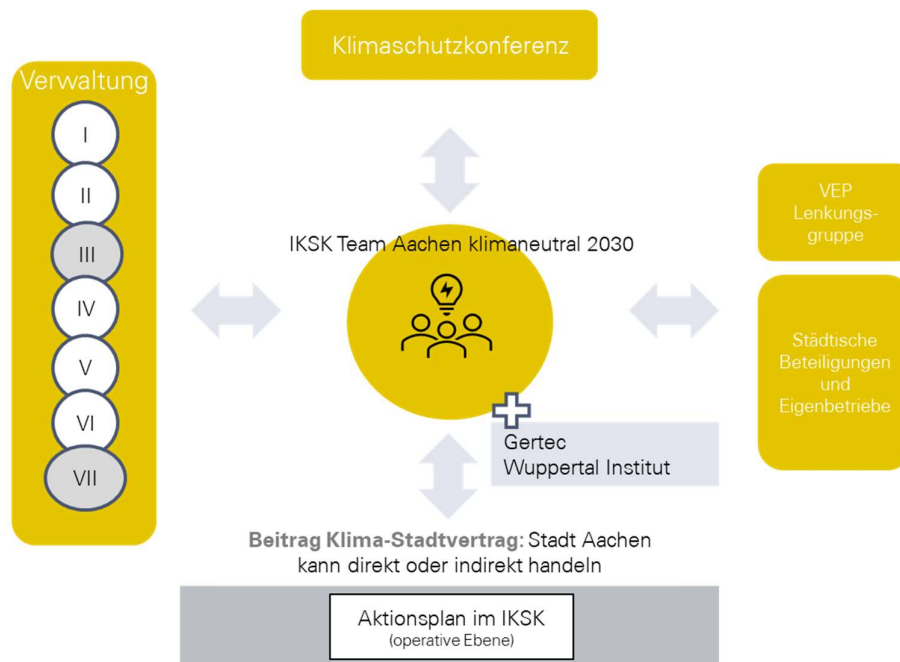 Klimaschutzkonferenz
Verwaltung
I
II
III
IV
V
VI
VII
IKSK Team Aachen klimaneutral 2030
VEP
Lenkungs-
gruppe
Städtische
Beteiligungen
und
Eigenbetriebe
Gertec
Wuppertal Institut
Beitrag Klima-Stadtvertrag: Stadt Aachen
kann direkt oder indirekt handeln
Aktionsplan im IKSK
(operative Ebene)